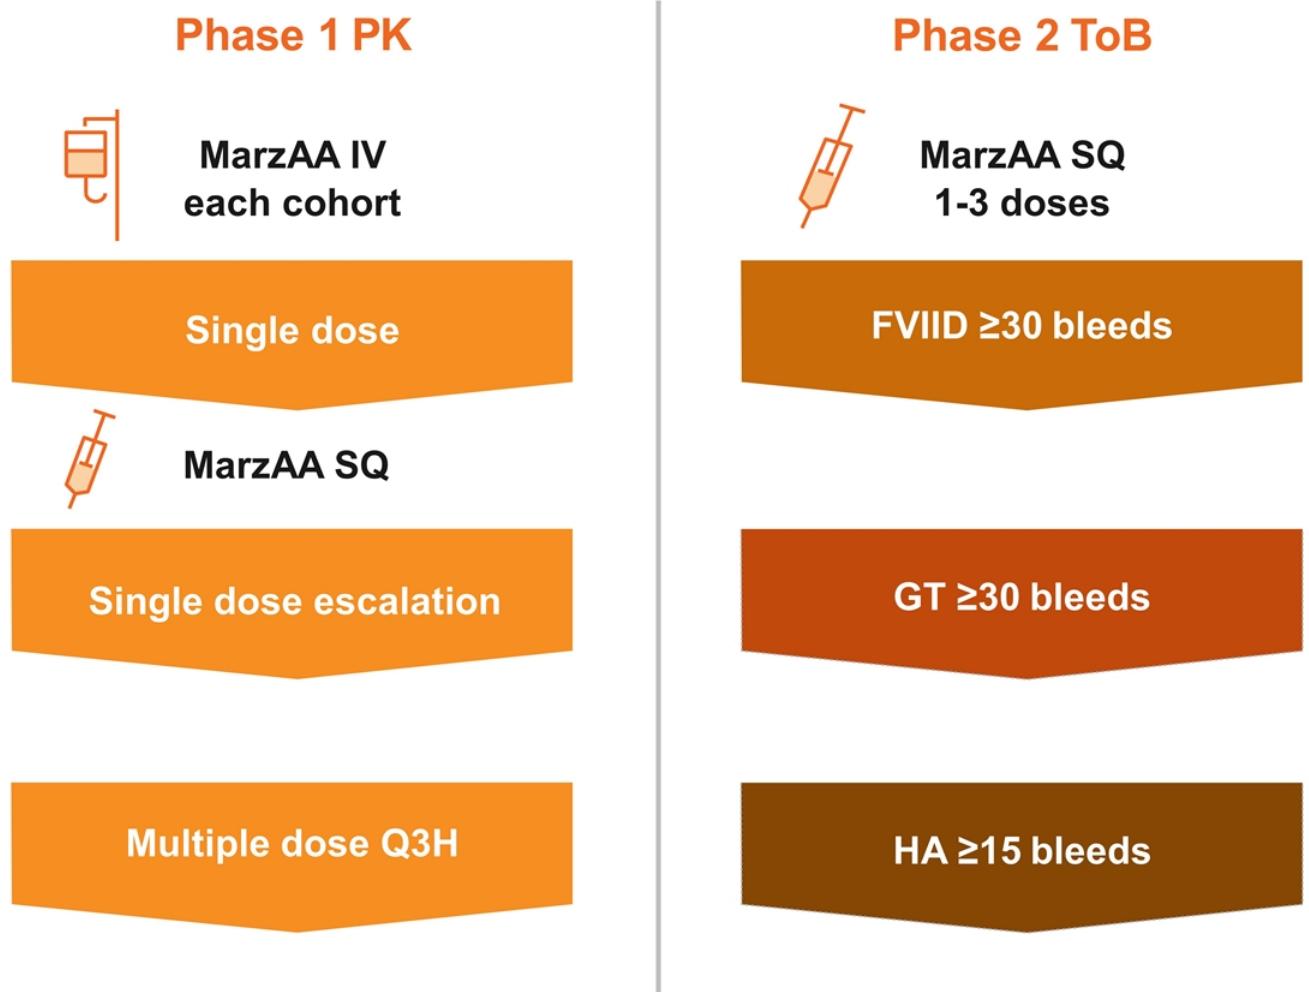 Phase 1 PK
MarzAA IV
each cohort
Single dose
MarzAA SQ
Single dose escalation
Multiple dose Q3H
Phase 2 ToB
MarzAA SQ
1-3 doses
FVIID ≥30 bleeds
GT ≥30 bleeds
HA ≥15 bleeds